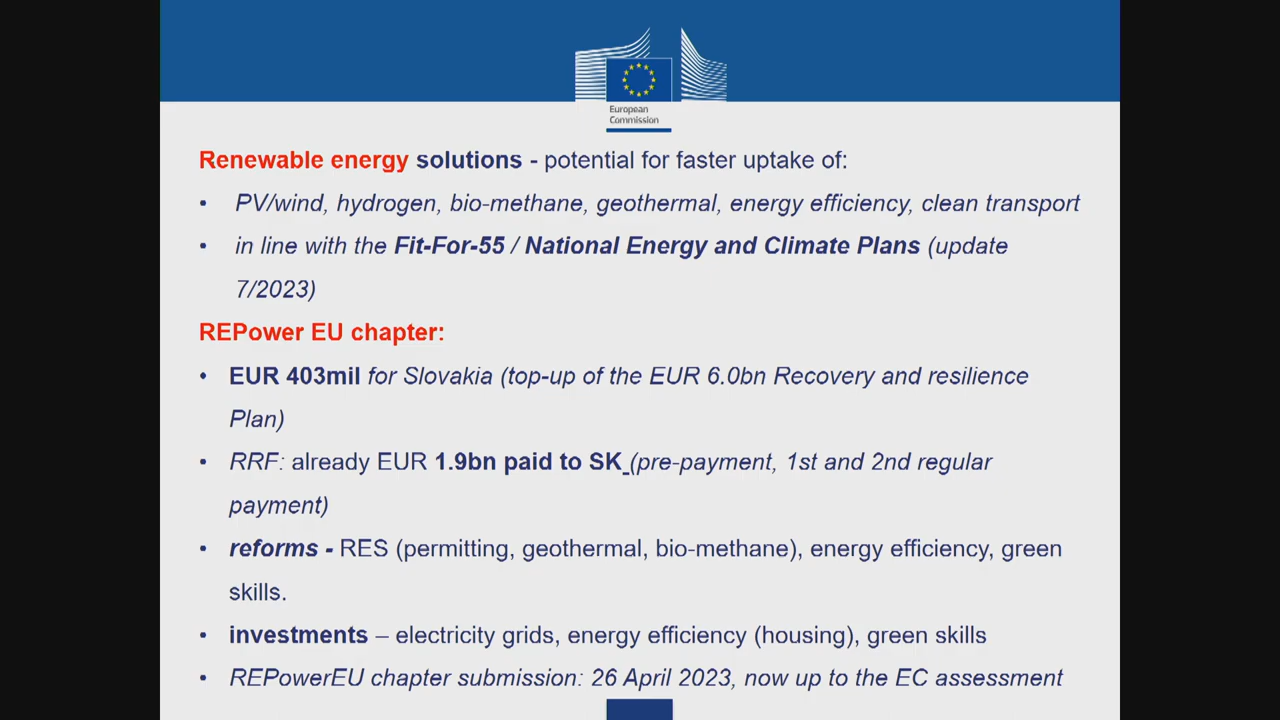 European
Commission
Renewable energy solutions - potential for faster uptake of:
• PV/wind, hydrogen, bio-methane, geothermal, energy efficiency, clean transport
• in line with the Fit-For-55 / National Energy and Climate Plans (update
7/2023)
REPower EU chapter:
• EUR 403mil for Slovakia (top-up of the EUR 6.0bn Recovery and resilience
Plan)
• RRF: already EUR 1.9bn paid to SK (pre-payment, 1st and 2nd regular
payment)
• reforms - RES (permitting, geothermal, bio-methane), energy efficiency, green
skills.
• investments – electricity grids, energy efficiency (housing), green skills
• REPowerEU chapter submission: 26 April 2023, now up to the EC assessment